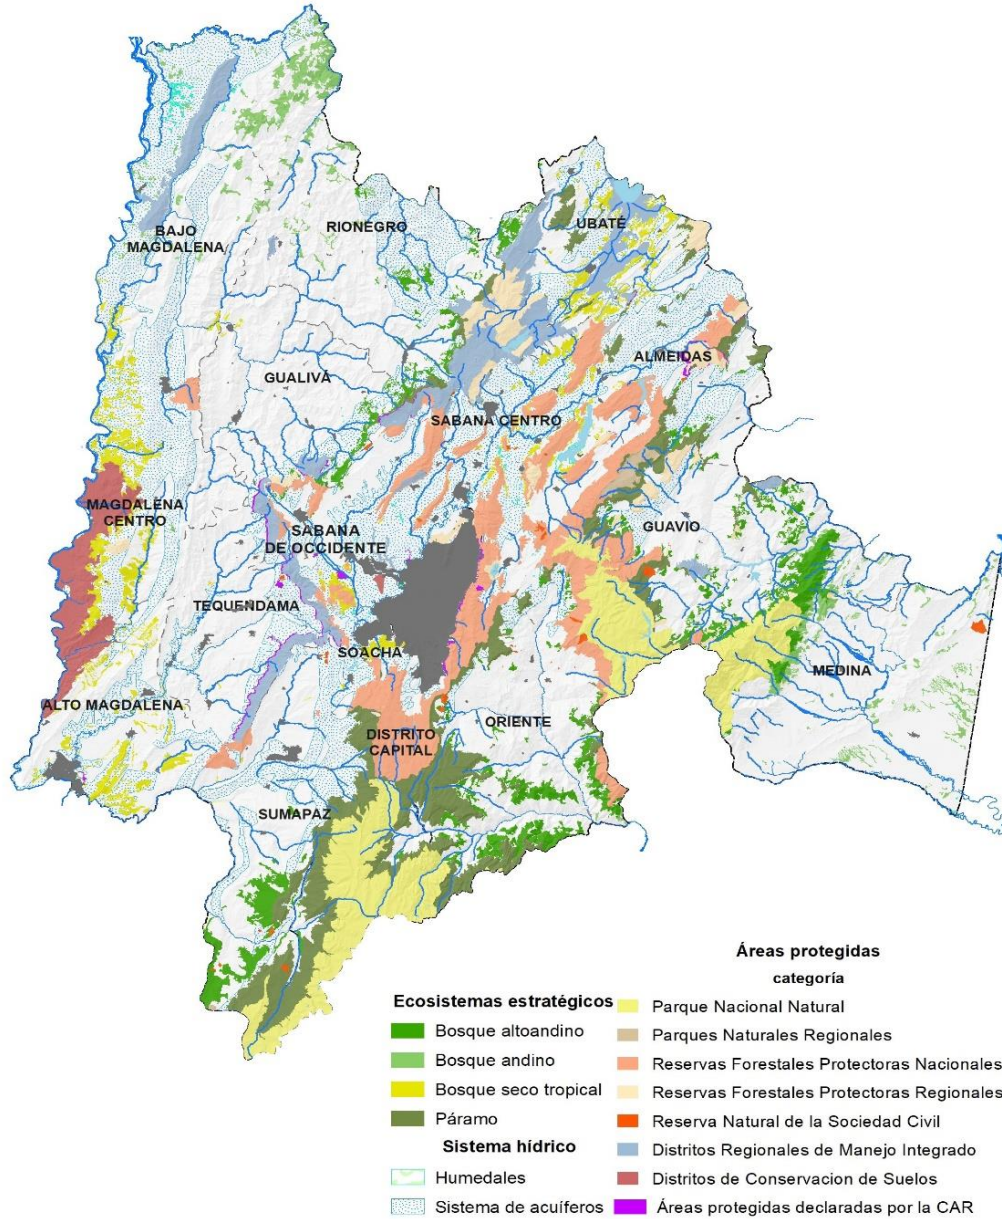 UBATÉ
RIONEGRO
BAJO
MAGDALENA
ALMEIDAS
GUALIVÁ
SABANA CENTRO
MAGDALENA
CENTRO
SABANA
DE OCCIDENTE
GUAVIO
TEQUENDAMA
SOACHA
MEDINA
ALTO MAGDALENA
DISTRITO
CAPITAL
ORIENTE
SUMAPAZ
Ecosistemas estratégicos
Bosque altoandino
Bosque andino
Bosque seco tropical
Páramo
Sistema hídrico
Humedales
Sistema de acuíferos
Áreas protegidas
categoría
Parque Nacional Natural
Parques Naturales Regionales
Reservas Forestales Protectoras Nacionales
Reservas Forestales Protectoras Regionales
Reserva Natural de la Sociedad Civil
Distritos Regionales de Manejo Integrado
Distritos de Conservacion de Suelos
Áreas protegidas declaradas por la CAR